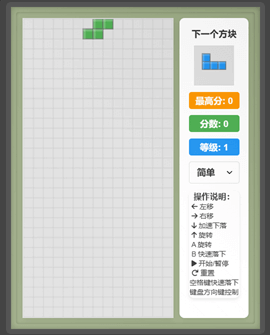 下一个方块
最高分: 0
分数: 0
等级: 1
简单
操作说明:
← 左移
→ 右移
↓ 加速下落
↑ 旋转
A 旋转
B 快速落下
▶ 开始/暂停
重置
空格键快速落下
键盘方向键控制